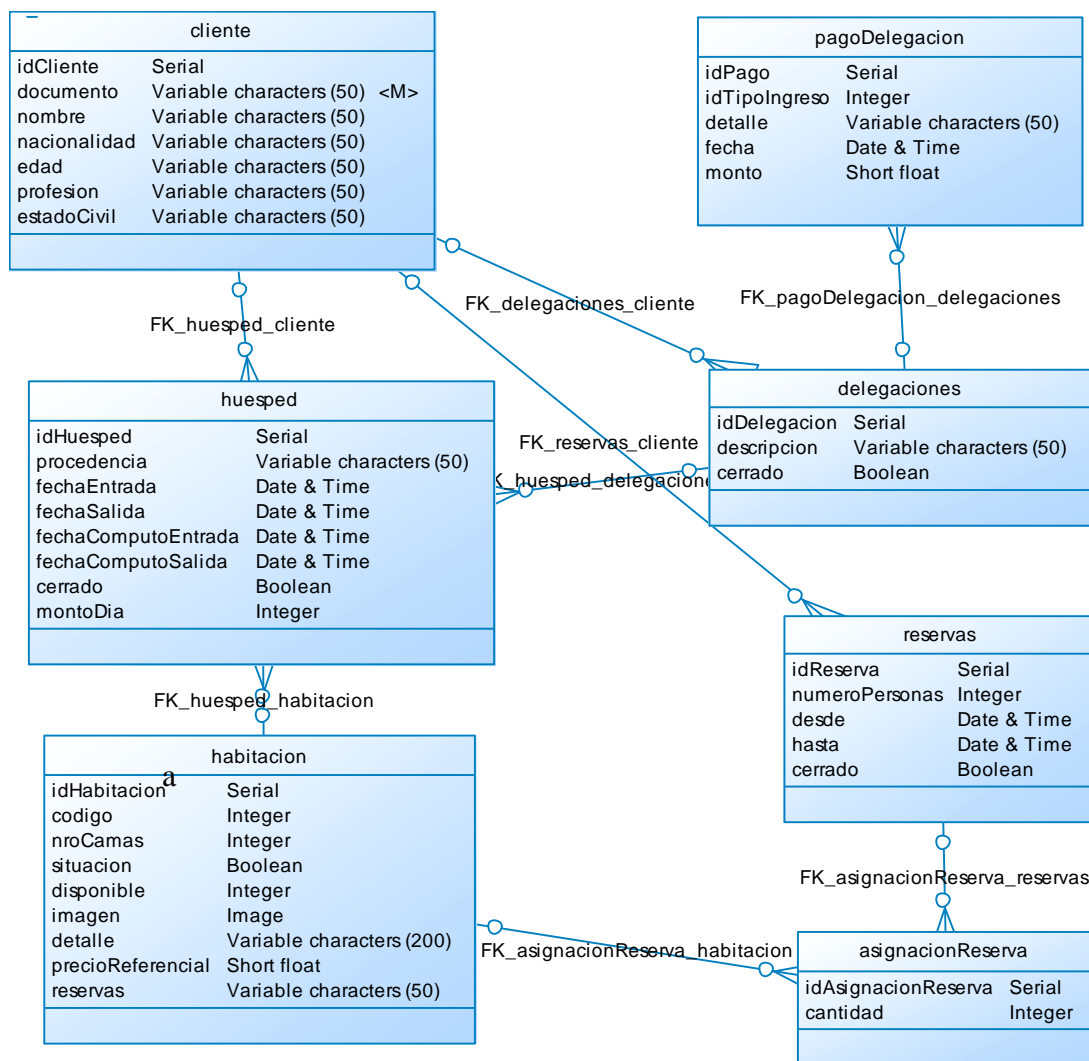 cliente
idCliente Serial
documento Variable characters (50) <M>
nombre Variable characters (50)
nacionalidad Variable characters (50)
edad Variable characters (50)
profesion Variable characters (50)
estadoCivil Variable characters (50)
pagoDelegacion
idPago Serial
idTipoIngreso Integer
detalle Variable characters (50)
fecha Date & Time
monto Short float
FK_delegaciones_cliente
FK_pagoDelegacion_delegaciones
FK_huesped_cliente
huesped
idHuesped Serial
procedencia Variable characters (50)
fechaEntrada Date & Time
fechaSalida Date & Time
fechaComputoEntrada Date & Time
fechaComputoSalida Date & Time
cerrado Boolean
montoDia Integer
delegaciones
idDelegacion Serial
descripcion Variable characters (50)
cerrado Boolean
FK_reservas_cliente
K_huesped_delegacione
reservas
idReserva Serial
numeroPersonas Integer
desde Date & Time
hasta Date & Time
cerrado Boolean
FK_huesped_habitacion
habitacion
a
idHabitacion Serial
codigo Integer
nroCamas Integer
situacion Boolean
disponible Integer
imagen Image
detalle Variable characters (200)
precioReferencial Short float
reservas Variable characters (50)
FK_asignacionReserva_reservas
FK_asignacionReserva_habitacion
asignacionReserva
idAsignacionReserva Serial
cantidad Integer